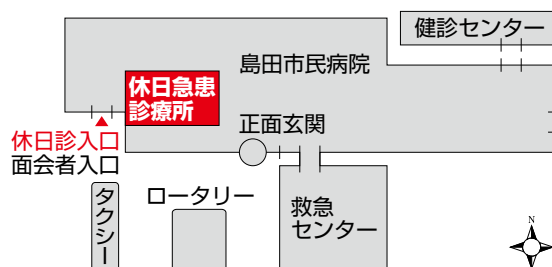 健診センター
島田市民病院
休日急患
診療所
正面玄関
休日診入口
面会者入口
タクシー
ロータリー
救急
センター
N